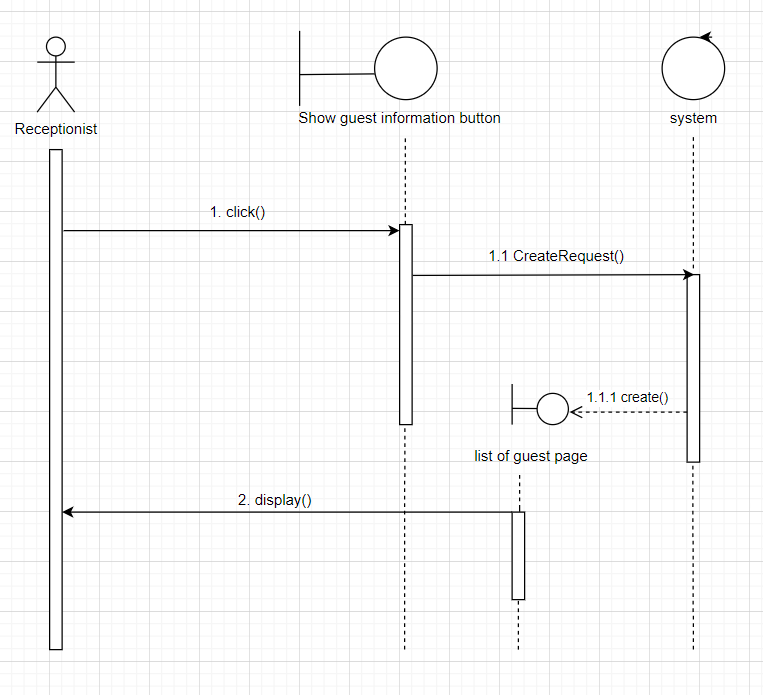 Receptionist
Show guest information button
system
1. click()
1.1 CreateRequest()
1.1.1 create()
list of guest page
2. display()